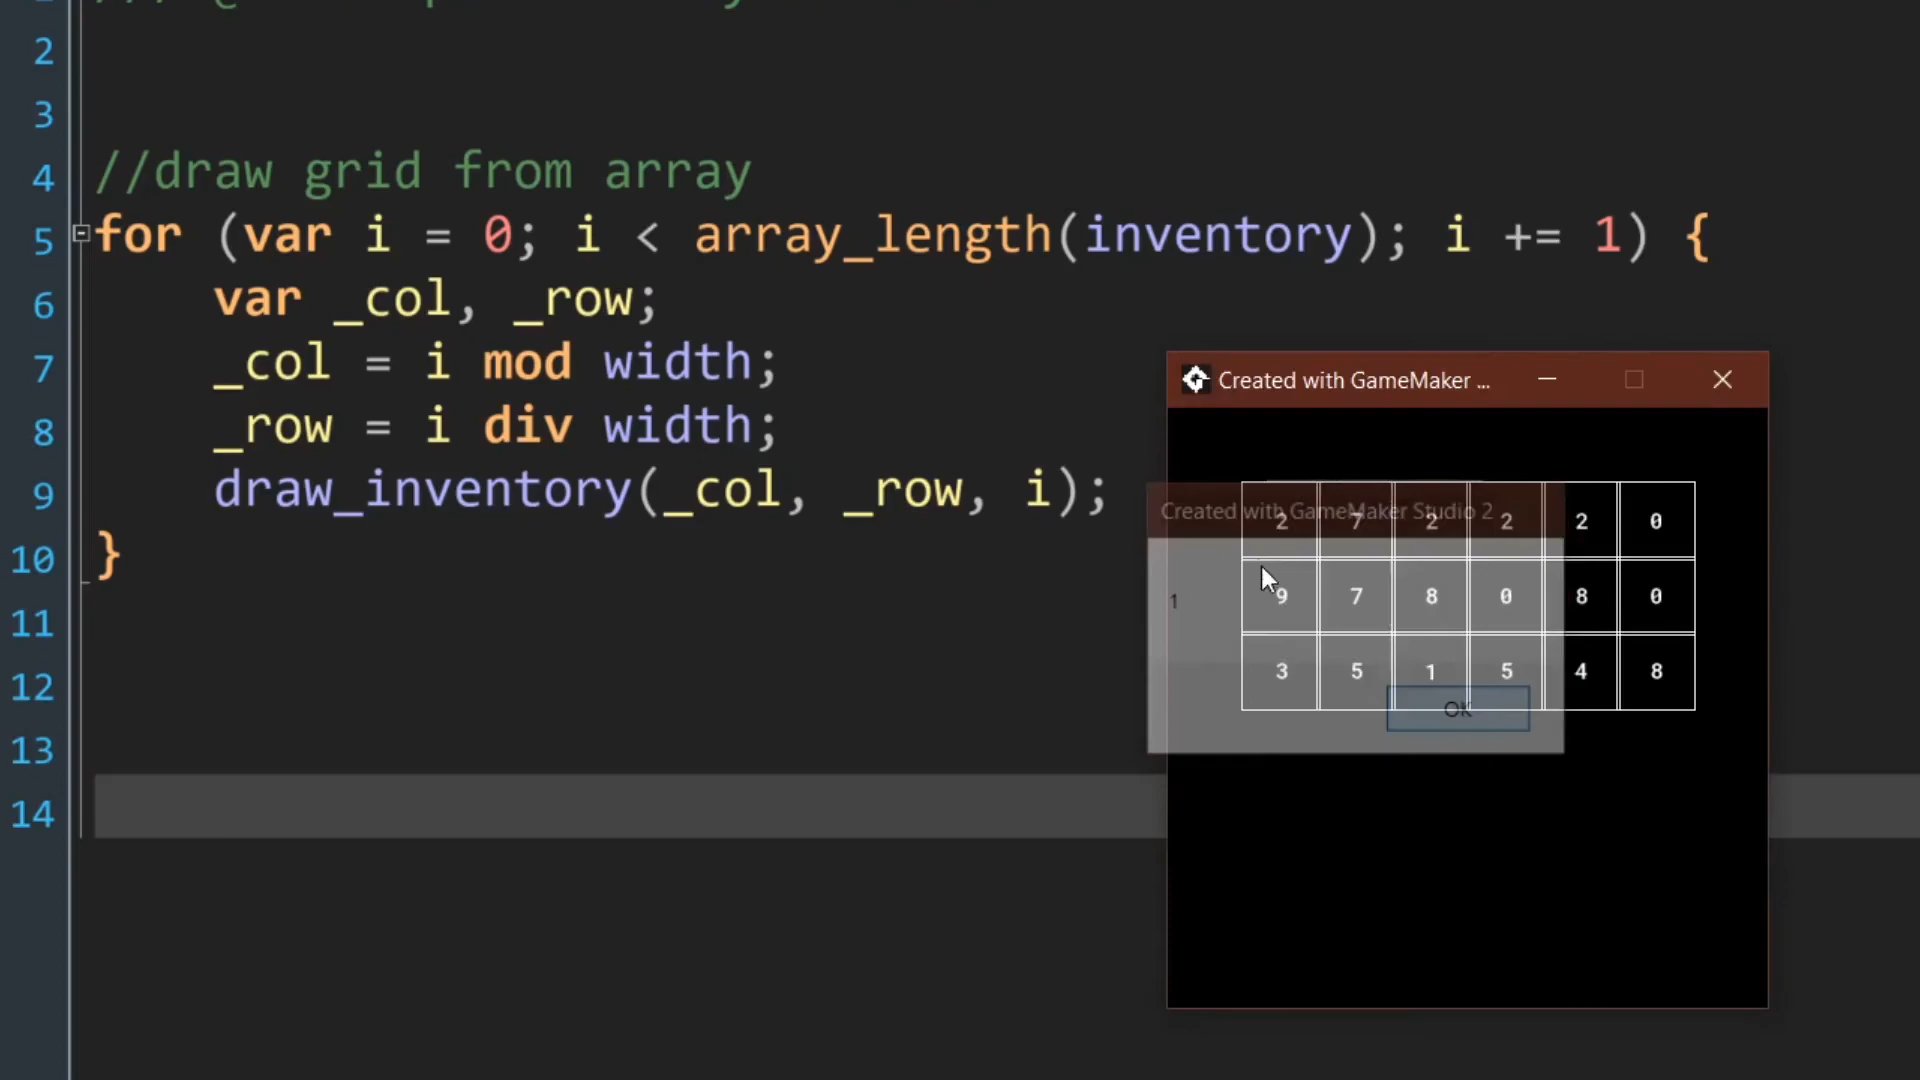 2
3
4 //draw grid from array
5 for (var i = 0; i < array_length(inventory); i += 1) {
6 var _col, _row;
7 _col = i mod width;
8 _row = i div width;
9 draw_inventory(_col, _row, i);
10 }
11
12
13
14
Created with GameMaker ...
Created with GameMaker Studio 2
2 7 2 2 2 0
1
9 7 8 0 8 0
3 5 1 5 4 8
OK